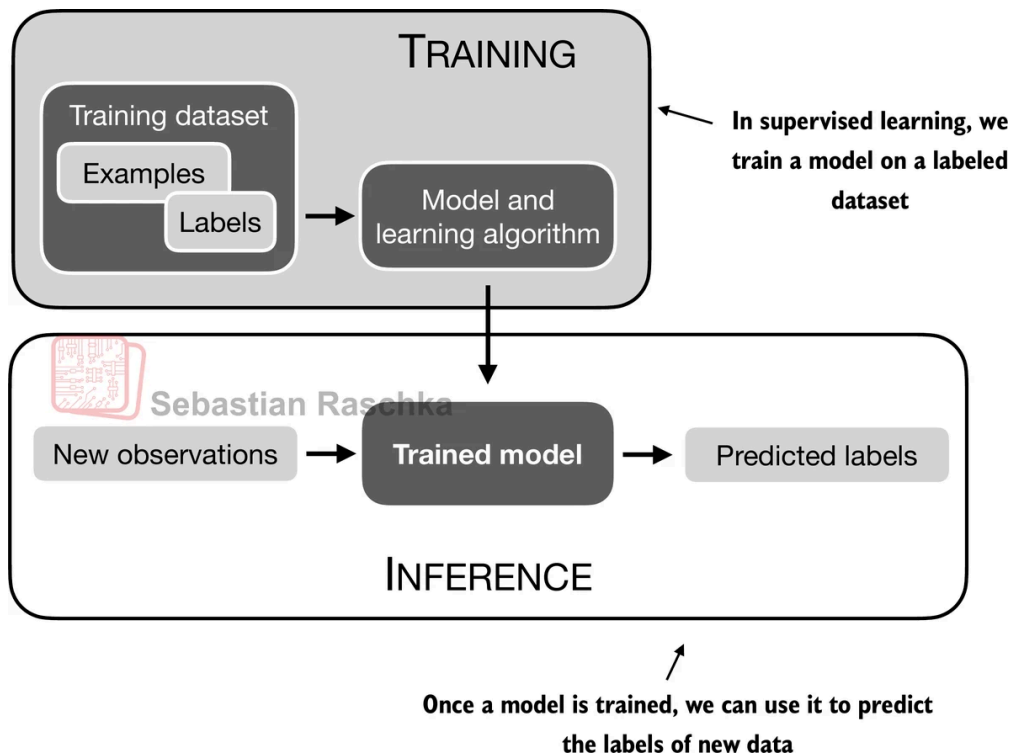 TRAINING
Training dataset
Examples
Labels
Model and
learning algorithm
In supervised learning, we
train a model on a labeled
dataset
Sebastian Raschka
New observations
Trained model
Predicted labels
INFERENCE
Once a model is trained, we can use it to predict
the labels of new data